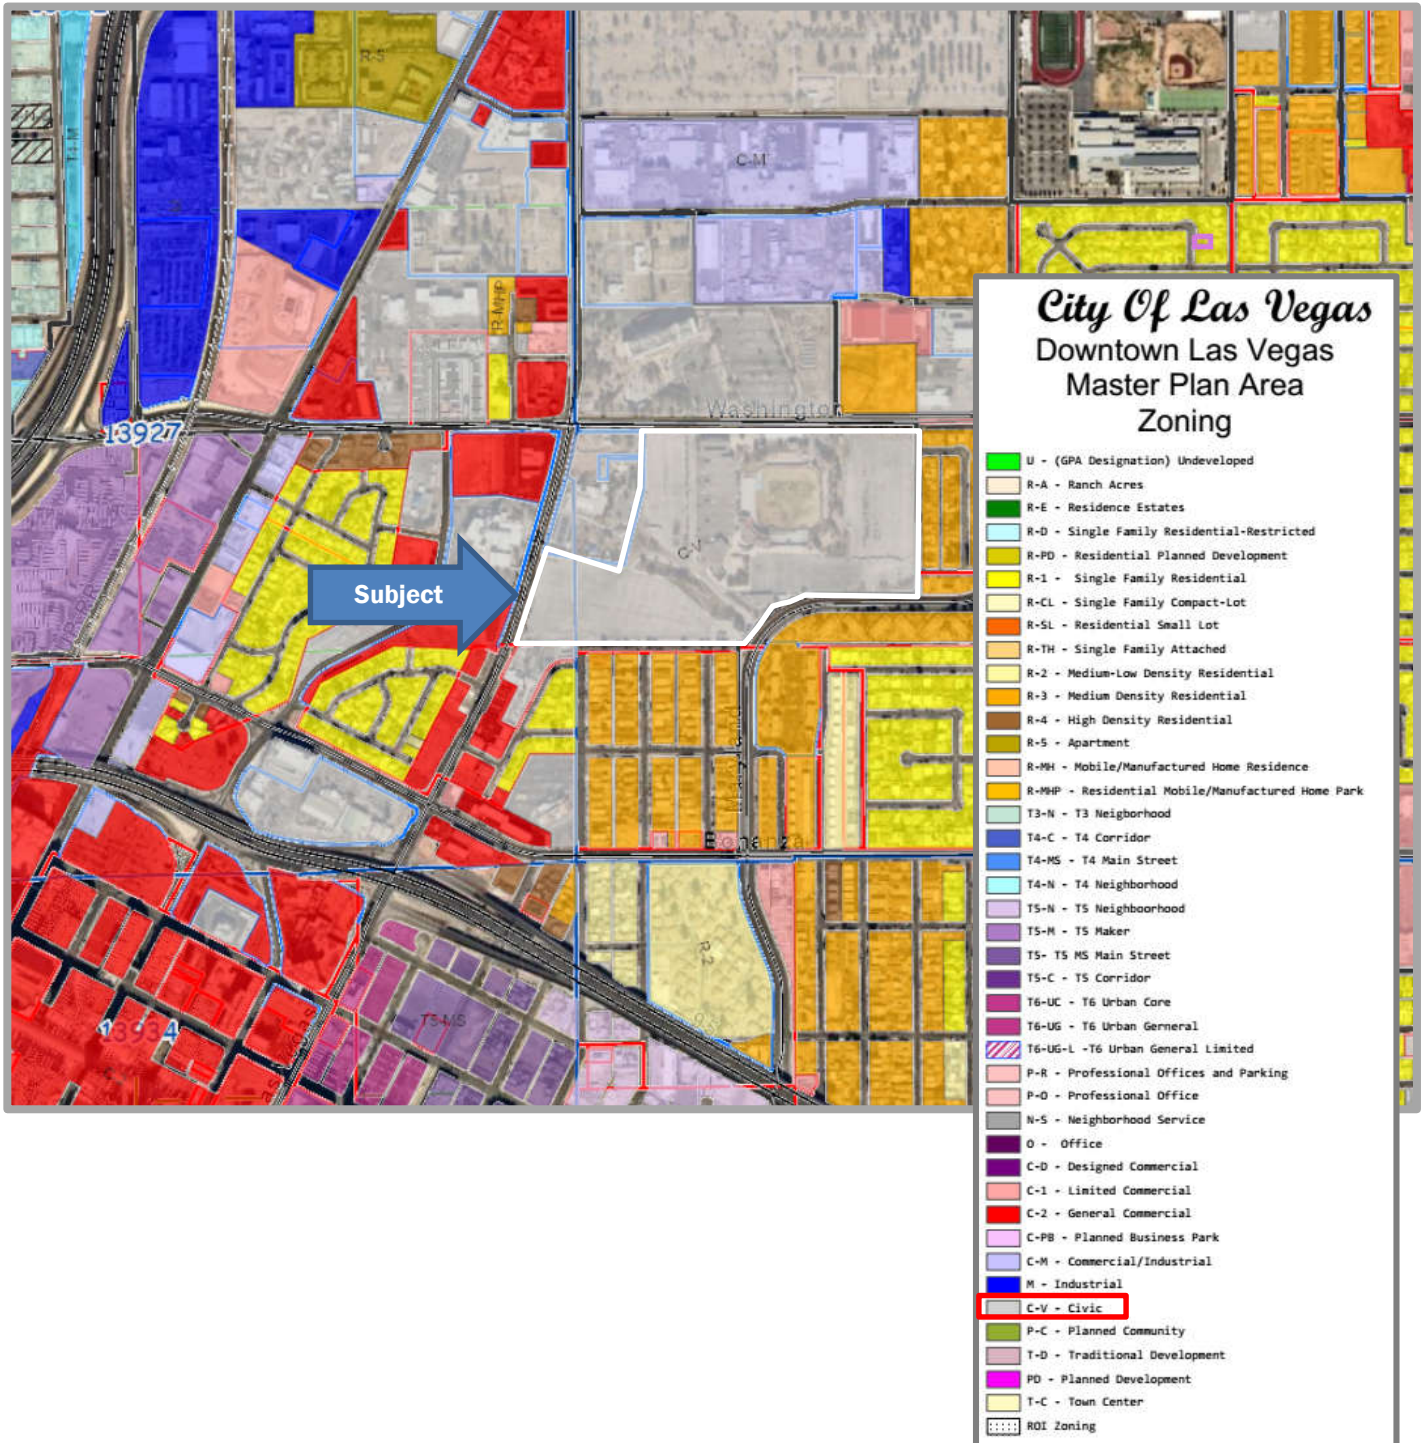 R-S
T4-M
C-M
R-MHP
Washington
13927
C-V
Subject
City Of Las Vegas
Downtown Las Vegas
Master Plan Area
Zoning
U - (GPA Designation) Undeveloped
R-A - Ranch Acres
R-E - Residence Estates
R-D - Single Family Residential-Restricted
R-PD - Residential Planned Development
R-1 - Single Family Residential
R-CL - Single Family Compact-Lot
R-SL - Residential Small Lot
R-TH - Single Family Attached
R-2 - Medium-Low Density Residential
R-3 - Medium Density Residential
R-4 - High Density Residential
R-5 - Apartment
R-MH - Mobile/Manufactured Home Residence
R-MHP - Residential Mobile/Manufactured Home Park
T3-N - T3 Neigborhood
T4-C - T4 Corridor
T4-MS - T4 Main Street
T4-N - T4 Neighborhood
T5-N - T5 Neighboorhood
T5-M - T5 Maker
T5- T5 MS Main Street
T5-C - T5 Corridor
T6-UC - T6 Urban Core
T6-UG - T6 Urban Gerneral
T6-UG-L -T6 Urban General Limited
P-R - Professional Offices and Parking
P-O - Professional Office
N-S - Neighborhood Service
O - Office
C-D - Designed Commercial
C-1 - Limited Commercial
C-2 - General Commercial
C-PB - Planned Business Park
C-M - Commercial/Industrial
M - Industrial
C-V - Civic
P-C - Planned Community
T-D - Traditional Development
PD - Planned Development
T-C - Town Center
ROI Zoning
Bonanza
R-2
T5-MS
13934